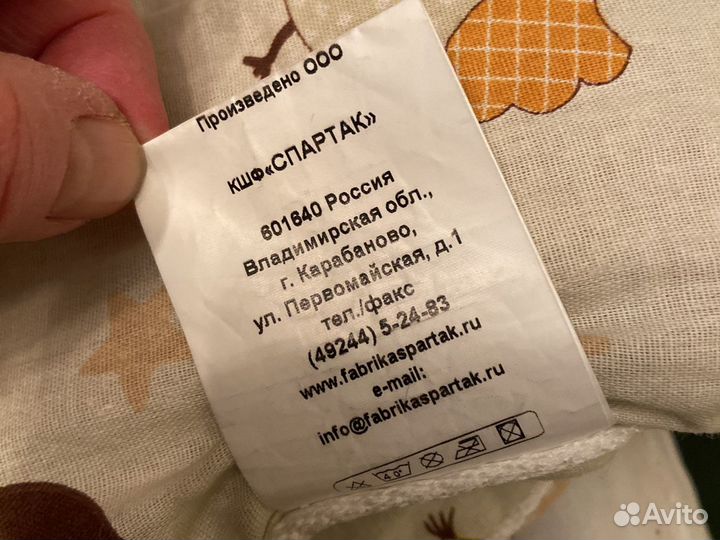 Произведено ООО
КШФ«СПАРТАК»
601640 Россия
Владимирская обл.,
г. Карабаново,
ул. Первомайская, д.1
тел./факс
(49244) 5-24-83
www.fabrikaspartak.ru
e-mail:
info@fabrikaspartak.ru
40°
Avito